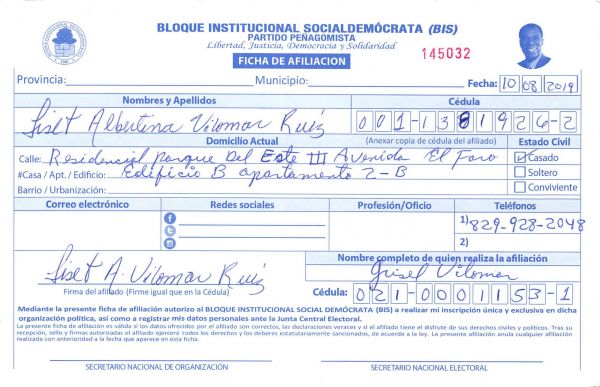 BLOQUE INSTITUCIONAL SOCIALDEMÓCRATA (BIS)
PARTIDO PEÑAGOMISTA
Libertad, Justicia, Democracia y Solidaridad
FICHA DE AFILIACION
145032
Provincia: Municipio: Fecha: 10 08 2019
Nombres y Apellidos Cédula
Liset Albertina Vilomar Ruiz 001-1381926-2
Domicilio Actual (Anexar copia de cédula del afiliado) Estado Civil
Calle: Residencial parque Del Este III Avenida El Faro Casado
#Casa / Apt. / Edificio: Edificio B apartamento 2-B Soltero
Barrio / Urbanización: Conviviente
Correo electrónico Redes sociales Profesión/Oficio Teléfonos
1) 829-928-2048
2)
Liset A. Vilomar Ruiz
Firma del afiliado (Firme igual que en la Cédula)
Nombre completo de quien realiza la afiliación
Grisel Vilomar
Cédula: 021-0001153-1
Mediante la presente ficha de afiliación autorizo al BLOQUE INSTITUCIONAL SOCIAL DEMÓCRATA (BIS) a realizar mi inscripción única y exclusiva en dicha
organización política, así como a registrar mis datos personales ante la Junta Central Electoral.
La presente ficha de afiliación es válida si los datos ofrecidos por el afiliado son correctos, las declaraciones veraces y si el afiliado tiene el disfrute de sus derechos civiles y políticos. Tras su
recepción, sello y firmas autorizadas el afiliado ejercerá todos los derechos y los deberes estatutariamente sancionados, de acuerdo a la ley. La presente afiliación anula cualquier afiliación
realizada con anterioridad a la fecha que aparece en esta ficha.
SECRETARIO NACIONAL DE ORGANIZACIÓN SECRETARIO NACIONAL ELECTORAL